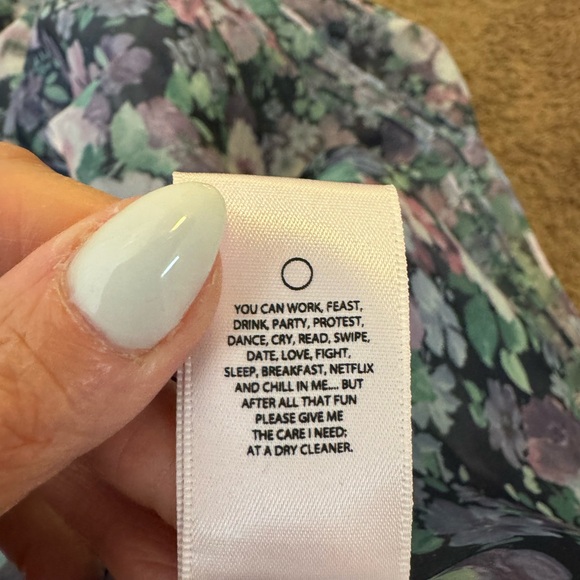 YOU CAN WORK, FEAST,
DRINK, PARTY, PROTEST,
DANCE, CRY, READ, SWIPE,
DATE, LOVE, FIGHT,
SLEEP, BREAKFAST, NETFLIX
AND CHILL IN ME.... BUT
AFTER ALL THAT FUN
PLEASE GIVE ME
THE CARE I NEED;
AT A DRY CLEANER.